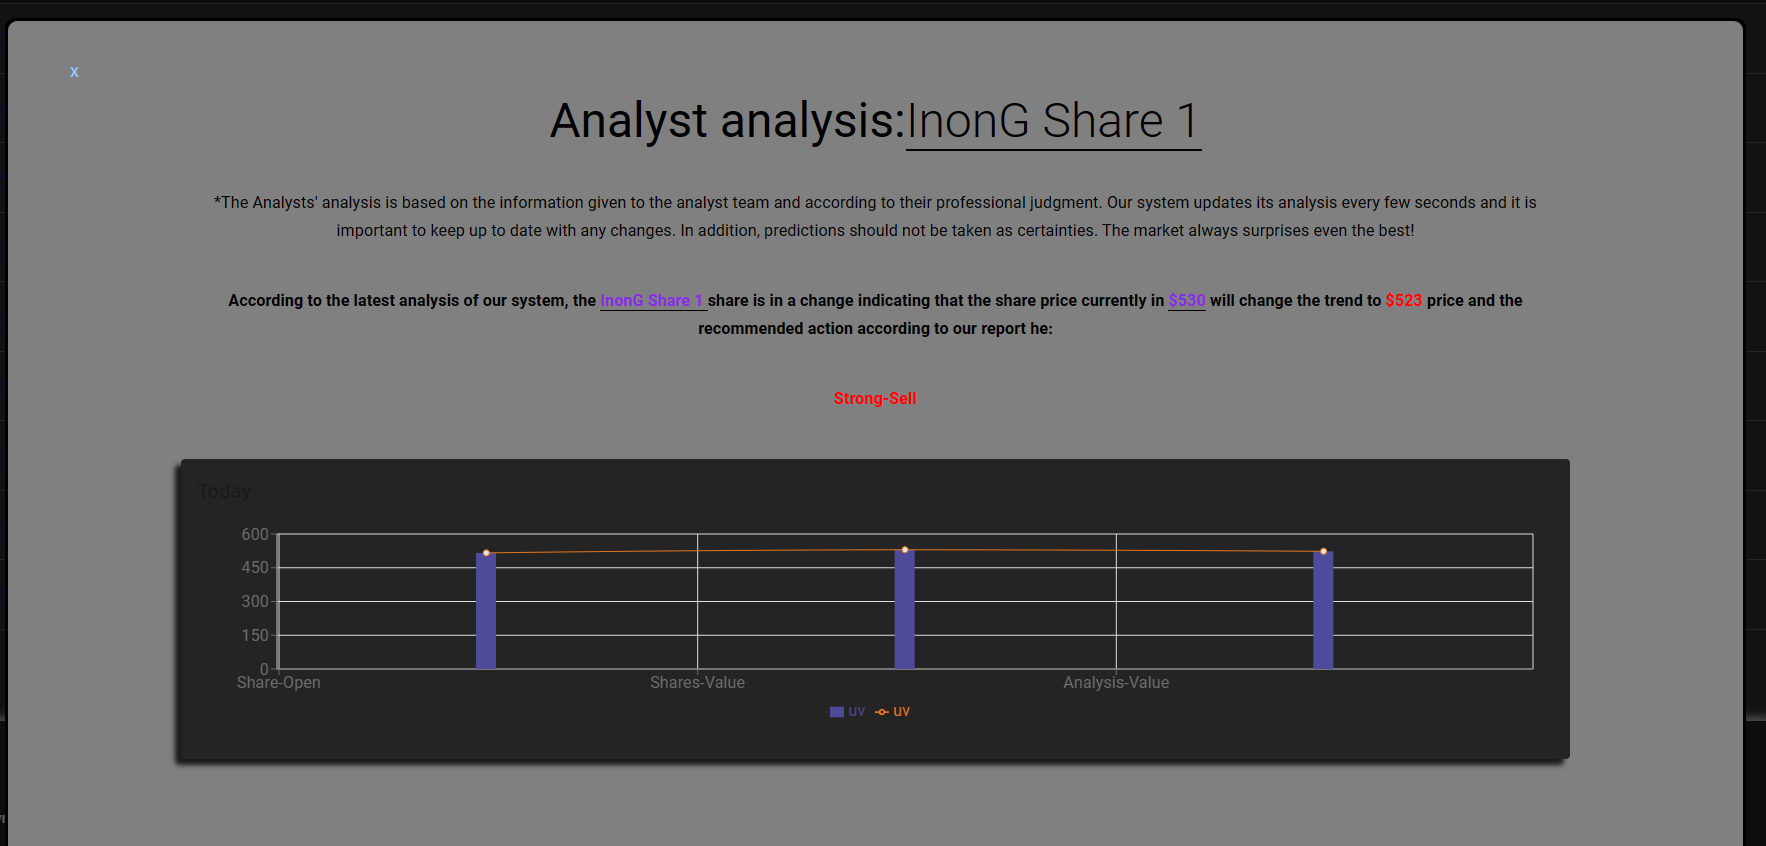 x
Analyst analysis:InonG Share 1
*The Analysts' analysis is based on the information given to the analyst team and according to their professional judgment. Our system updates its analysis every few seconds and it is
important to keep up to date with any changes. In addition, predictions should not be taken as certainties. The market always surprises even the best!
According to the latest analysis of our system, the InonG Share 1 share is in a change indicating that the share price currently in $530 will change the trend to $523 price and the
recommended action according to our report he:
Strong-Sell
Today
600
450
300
150
0
Share-Open Shares-Value Analysis-Value
uv uv